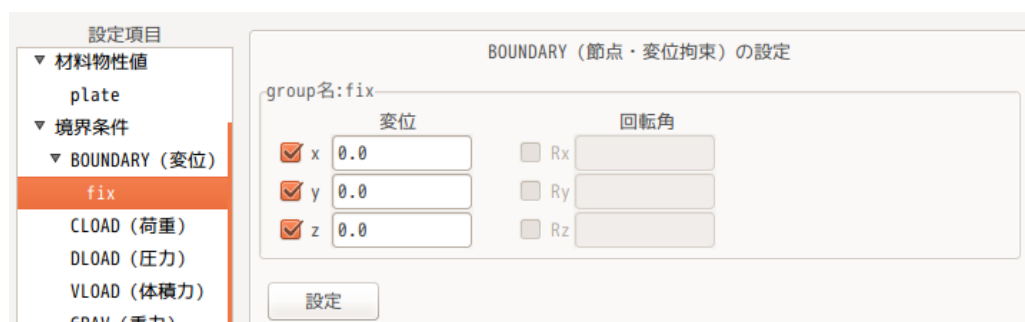 設定項目
▼ 材料物性値
plate
▼ 境界条件
▼ BOUNDARY (変位)
fix
CLOAD (荷重)
DLOAD (圧力)
VLOAD (体積力)
GRAV (重力)
BOUNDARY (節点・変位拘束) の設定
group名:fix
変位 回転角
x 0.0 Rx
y 0.0 Ry
z 0.0 Rz
設定